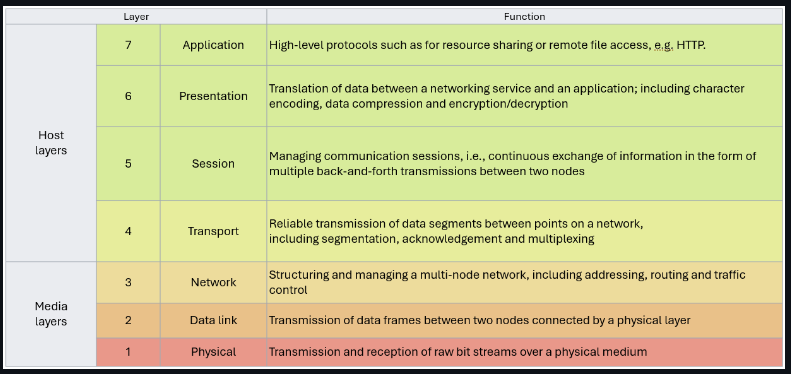 Layer Function
Host
layers
7 Application High-level protocols such as for resource sharing or remote file access, e.g. HTTP.
6 Presentation Translation of data between a networking service and an application; including character
encoding, data compression and encryption/decryption
5 Session Managing communication sessions, i.e., continuous exchange of information in the form of
multiple back-and-forth transmissions between two nodes
4 Transport Reliable transmission of data segments between points on a network,
including segmentation, acknowledgement and multiplexing
Media
layers
3 Network Structuring and managing a multi-node network, including addressing, routing and traffic
control
2 Data link Transmission of data frames between two nodes connected by a physical layer
1 Physical Transmission and reception of raw bit streams over a physical medium